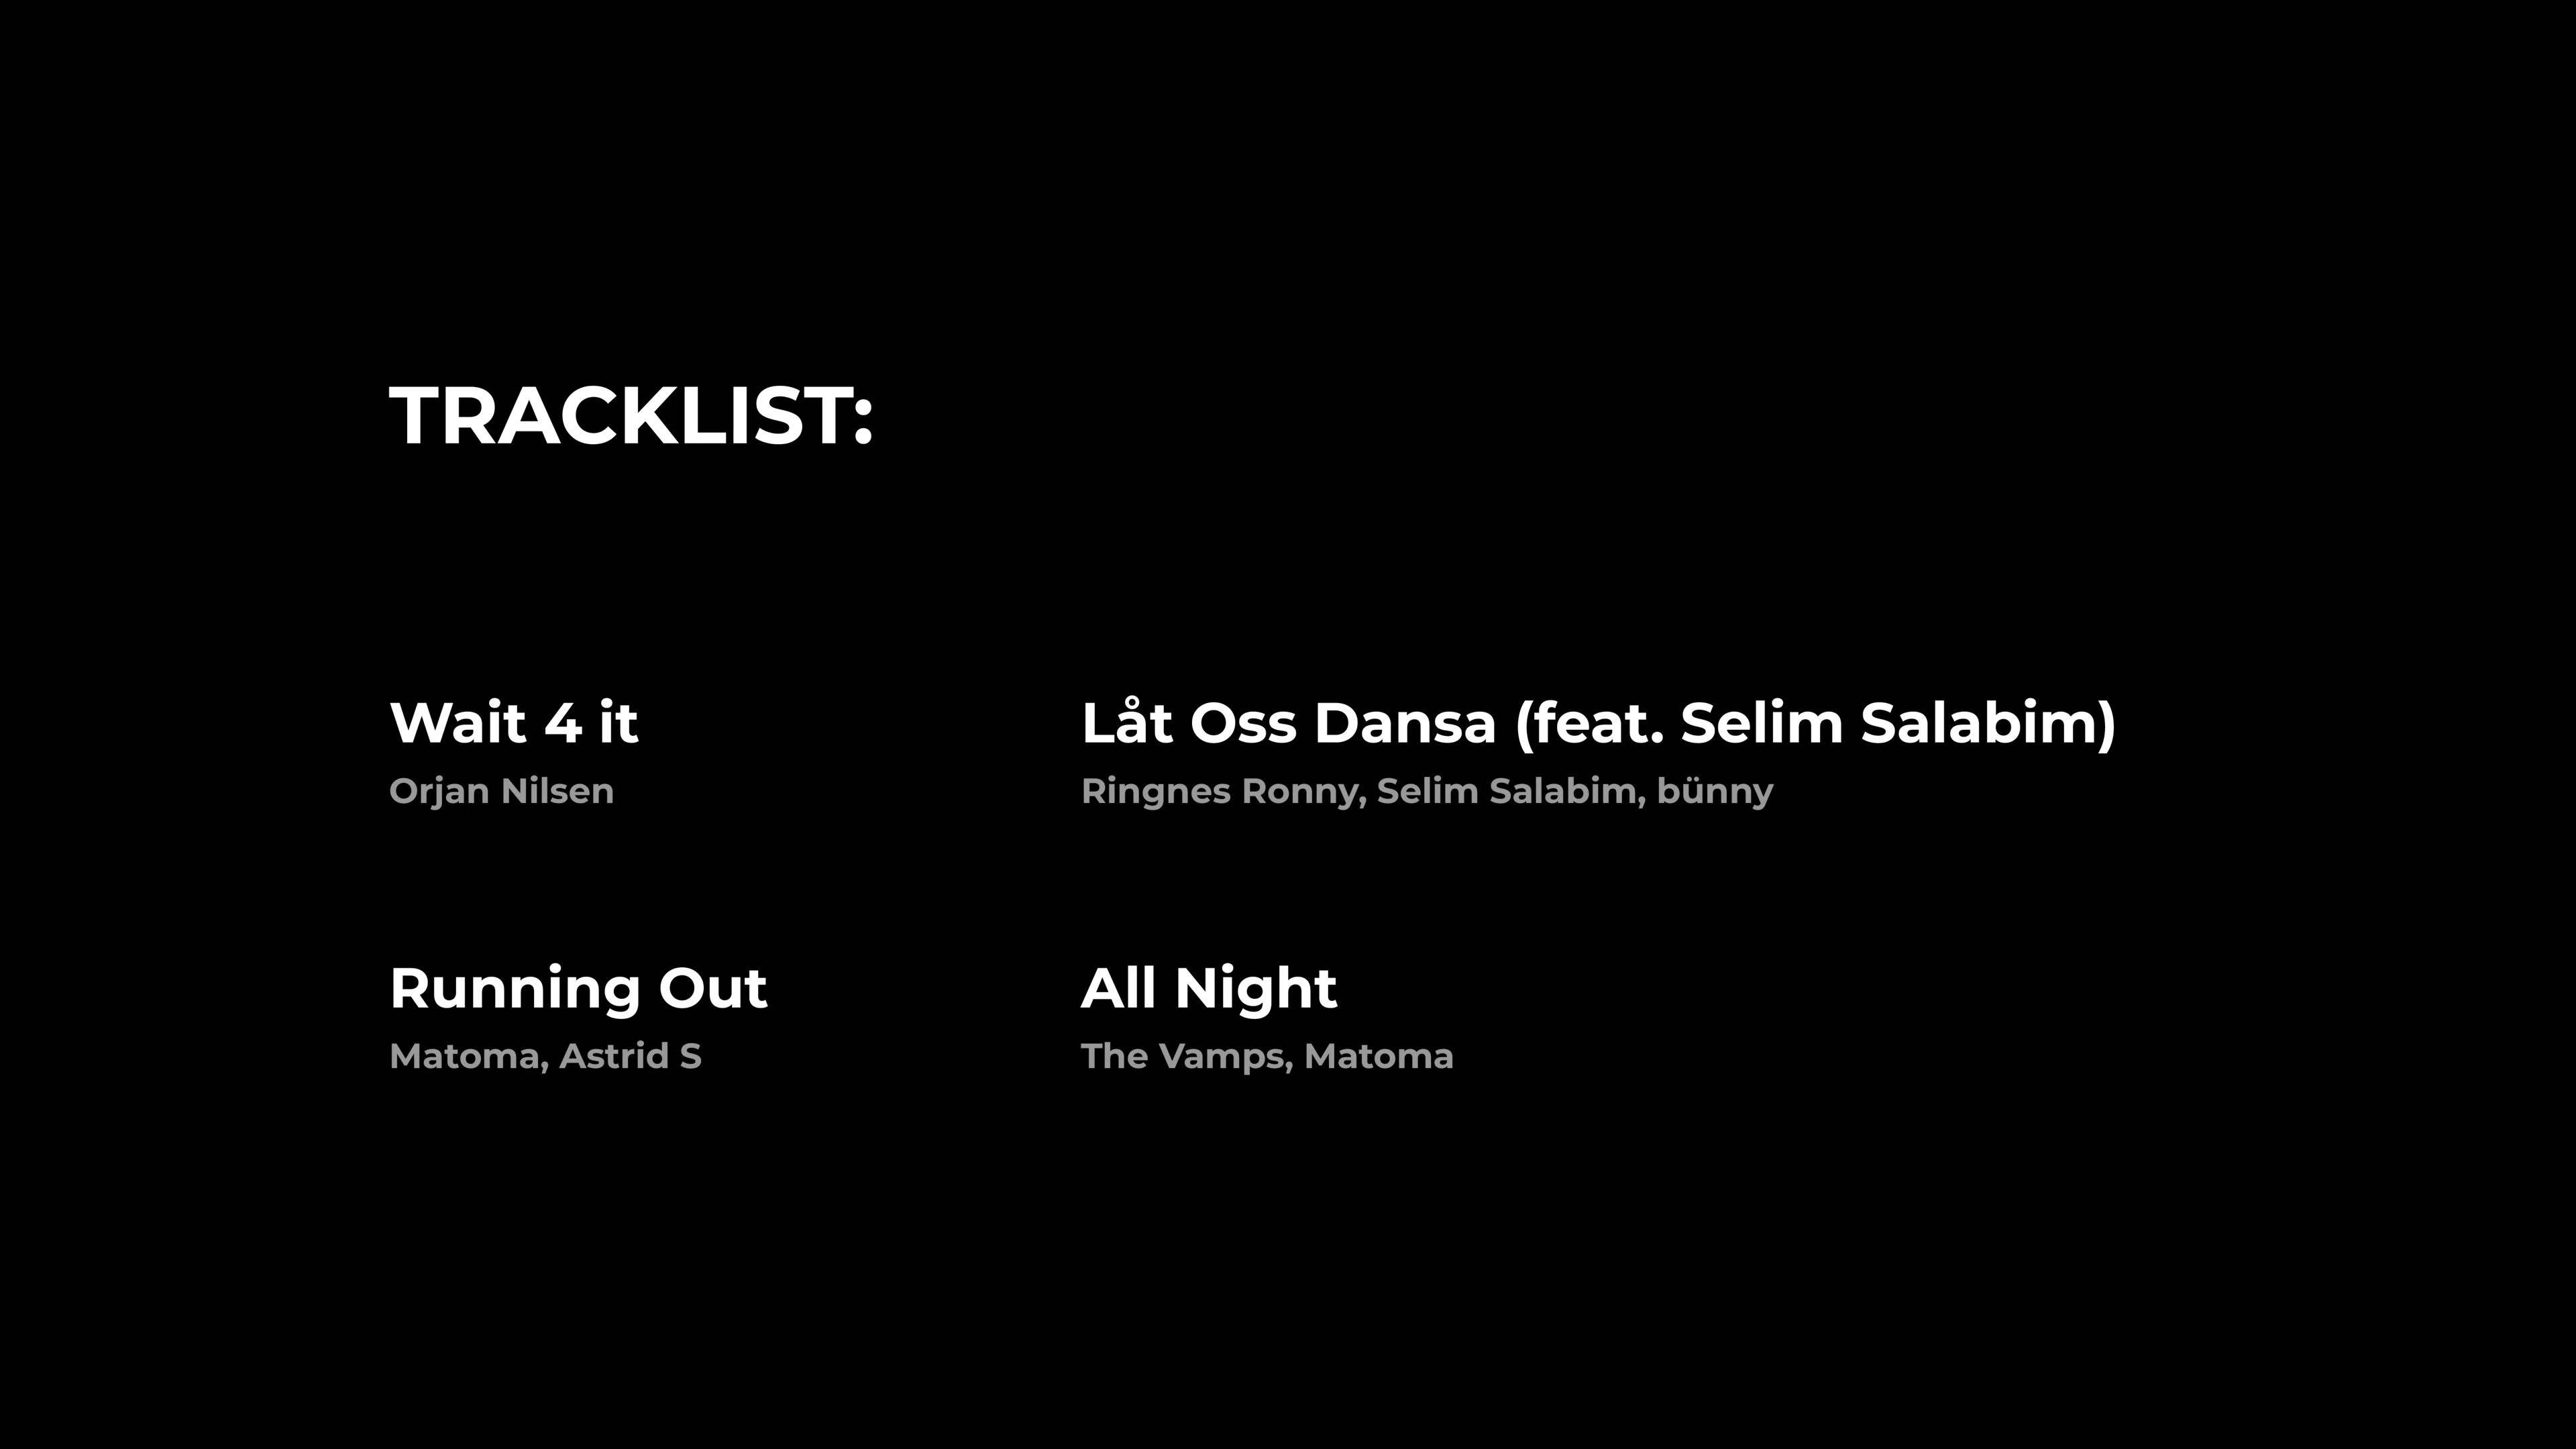 TRACKLIST:
Wait 4 it
Orjan Nilsen
Låt Oss Dansa (feat. Selim Salabim)
Ringnes Ronny, Selim Salabim, bünny
Running Out
Matoma, Astrid S
All Night
The Vamps, Matoma